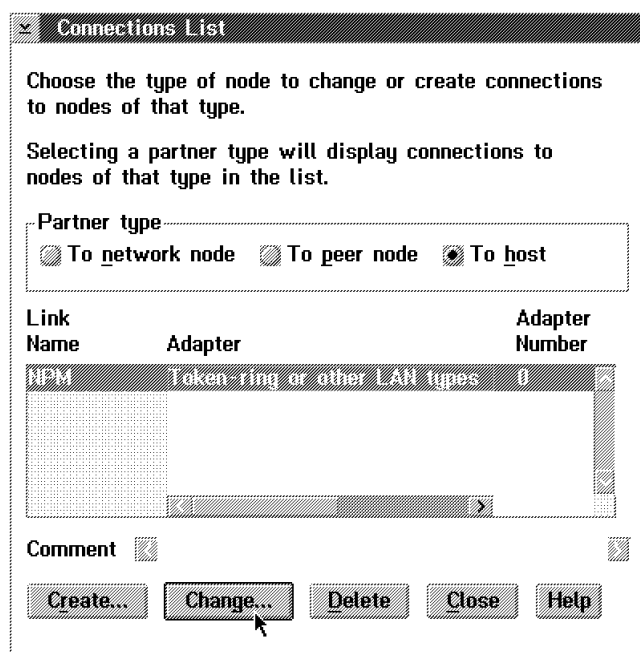 Connections List
Choose the type of node to change or create connections
to nodes of that type.
Selecting a partner type will display connections to
nodes of that type in the list.
Partner type
To network node To peer node To host
Link Adapter
Name Adapter Number
NPM Token-ring or other LAN types 0
Comment
Create... Change... Delete Close Help